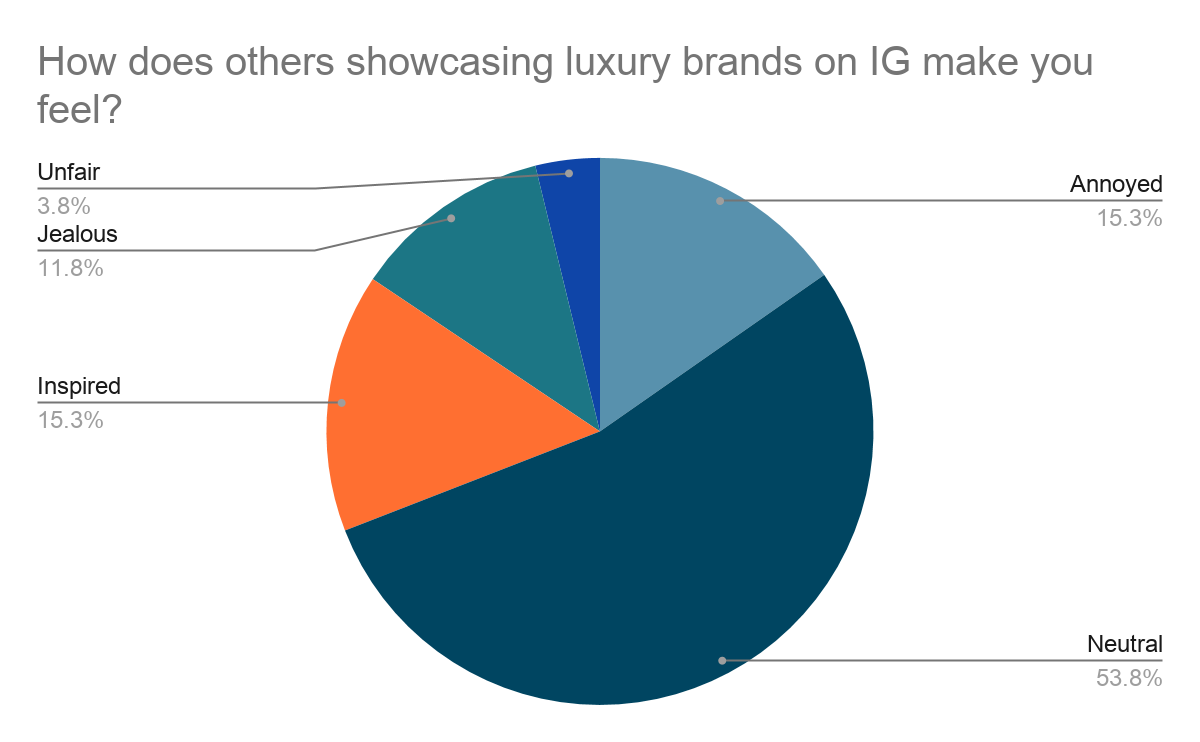 How does others showcasing luxury brands on IG make you
feel?
Unfair
3.8%
Jealous
11.8%
Inspired
15.3%
Annoyed
15.3%
Neutral
53.8%